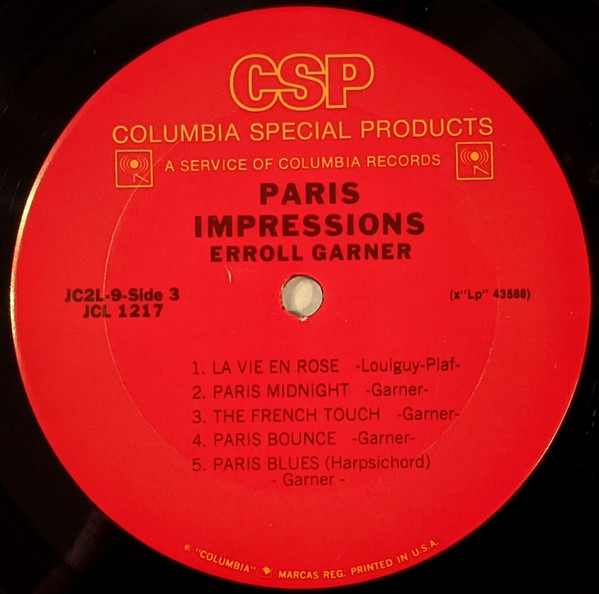 CSP
COLUMBIA SPECIAL PRODUCTS
A SERVICE OF COLUMBIA RECORDS
PARIS
IMPRESSIONS
ERROLL GARNER
JC2L-9-Side 3
JCL 1217
(x"Lp" 43588)
1. LA VIE EN ROSE -Louiguy-Piaf-
2. PARIS MIDNIGHT -Garner-
3. THE FRENCH TOUCH -Garner-
4. PARIS BOUNCE -Garner-
5. PARIS BLUES (Harpsichord)
- Garner -
® "COLUMBIA" MARCAS REG. PRINTED IN U.S.A.